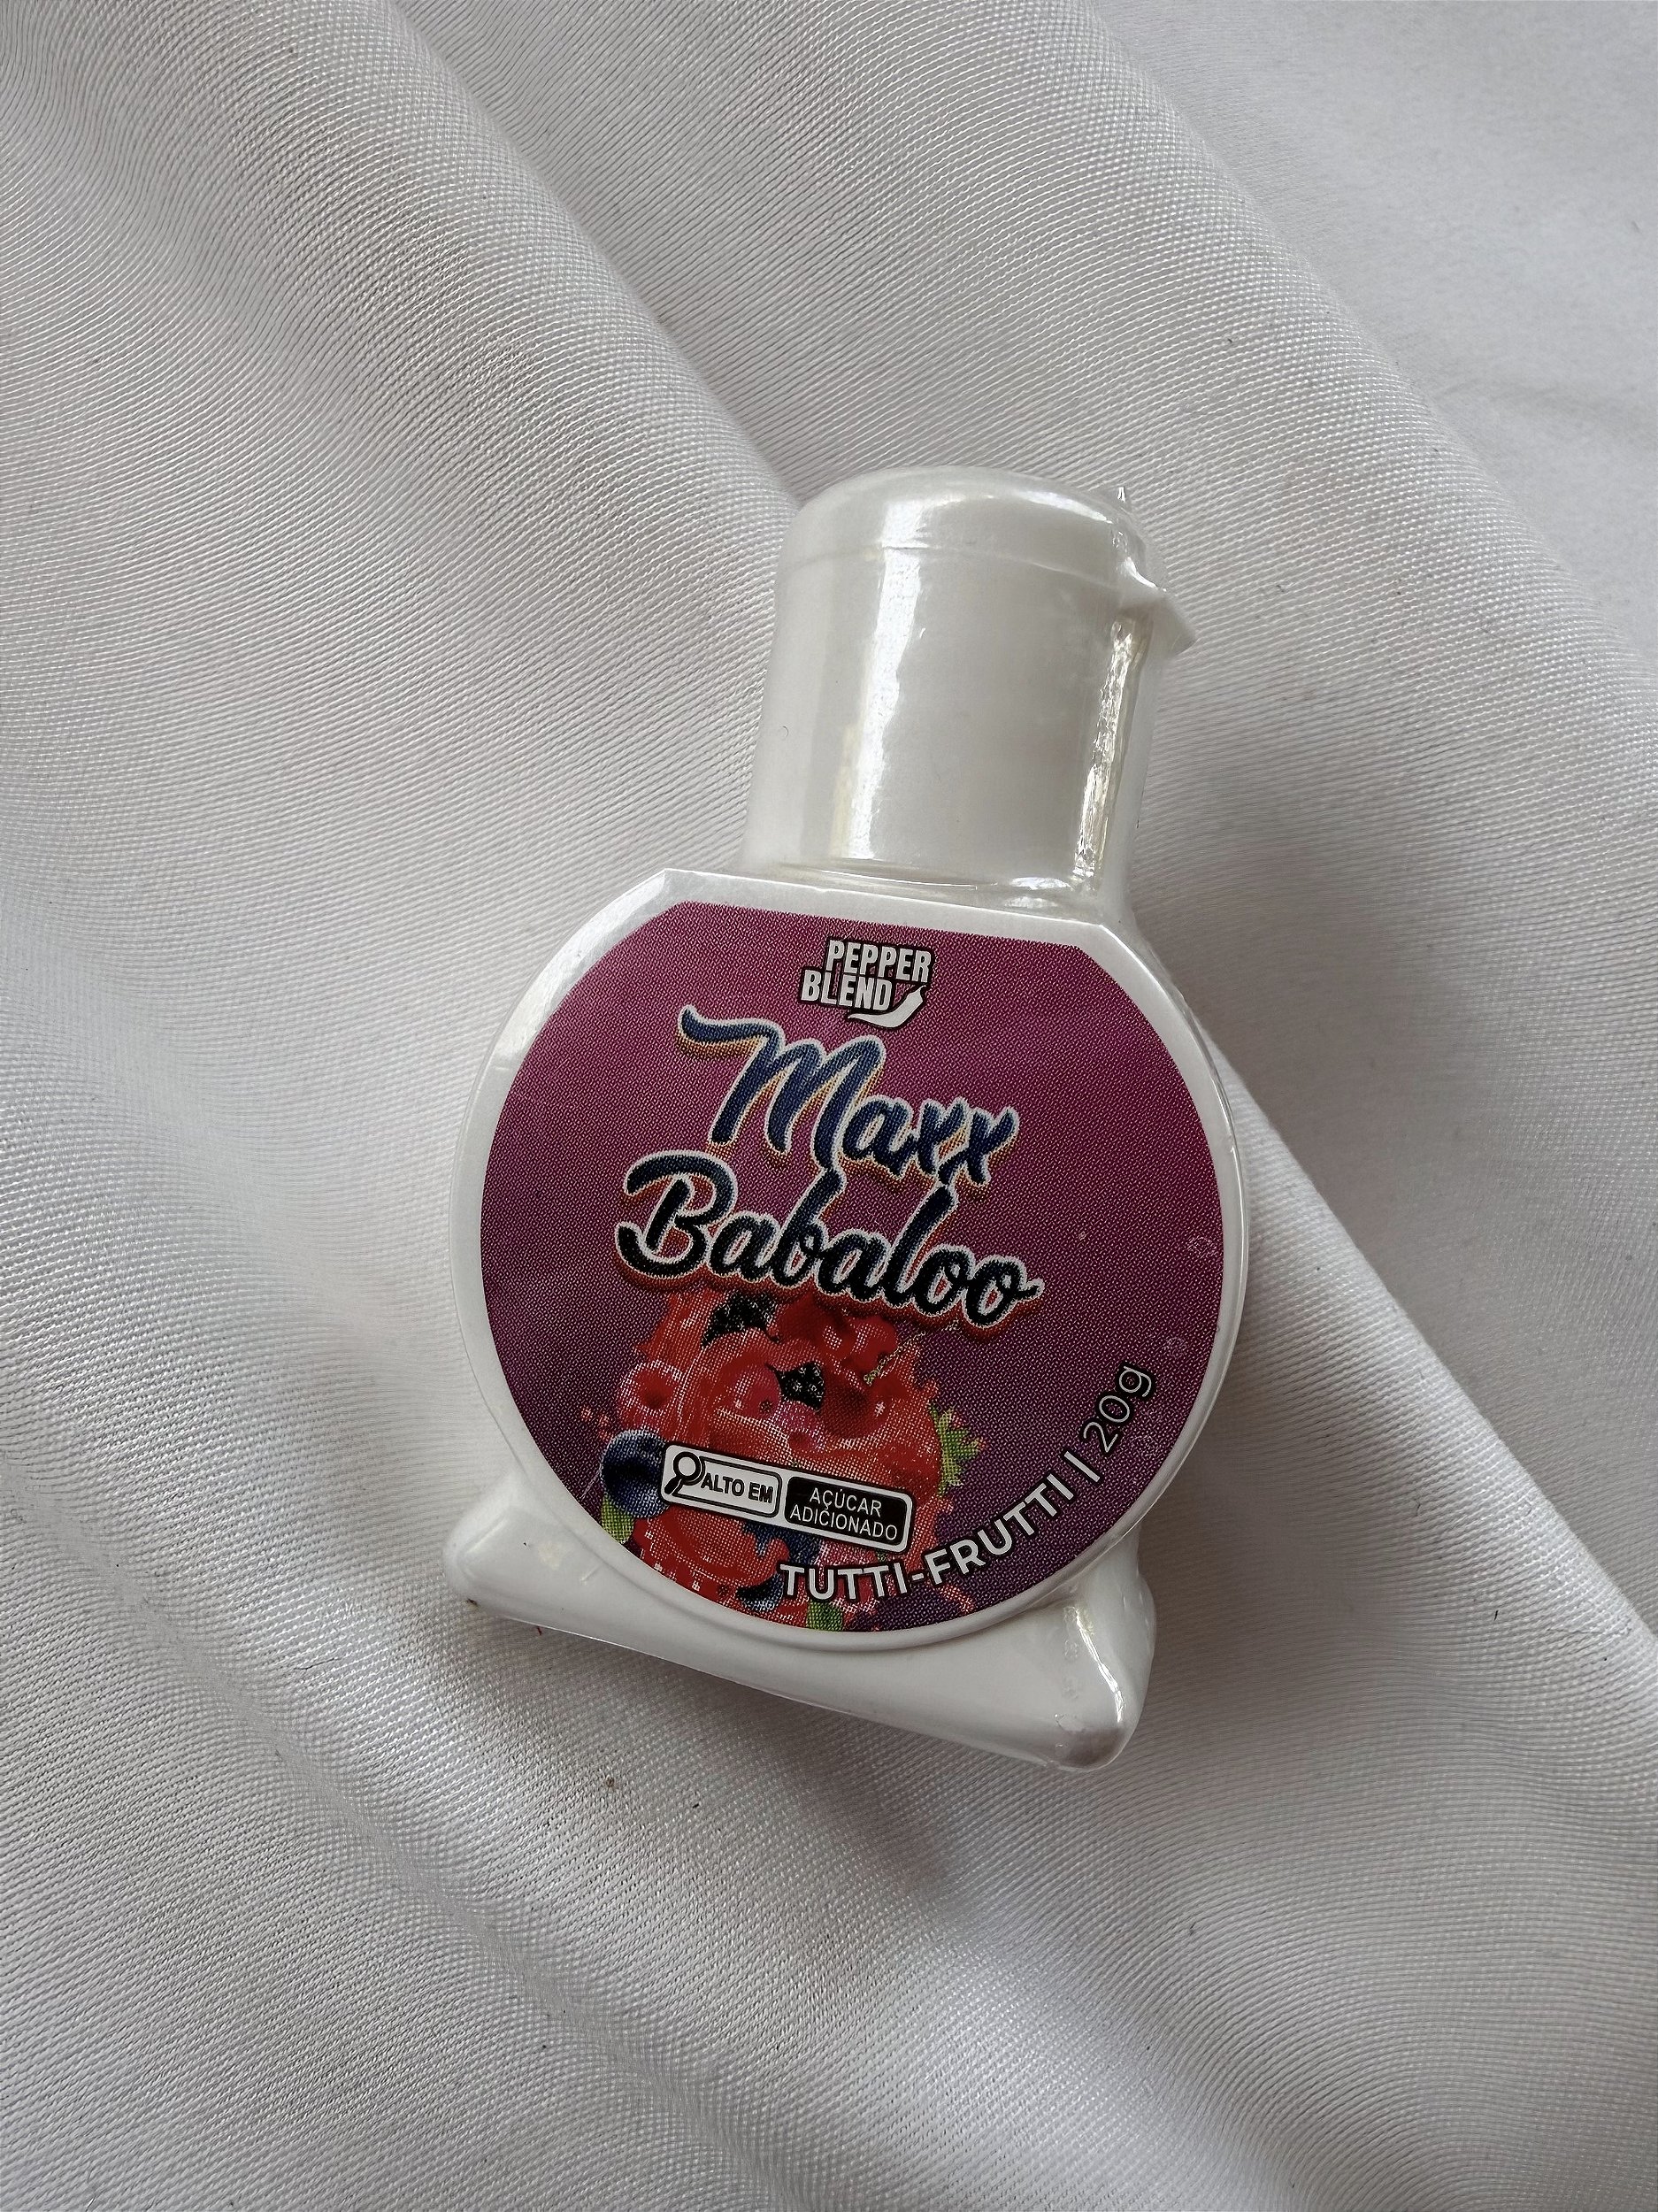 PEPPER
BLEND
Maxx
Babaloo
ALTO EM
AÇÚCAR
ADICIONADO
TUTTI-FRUTTI | 20g